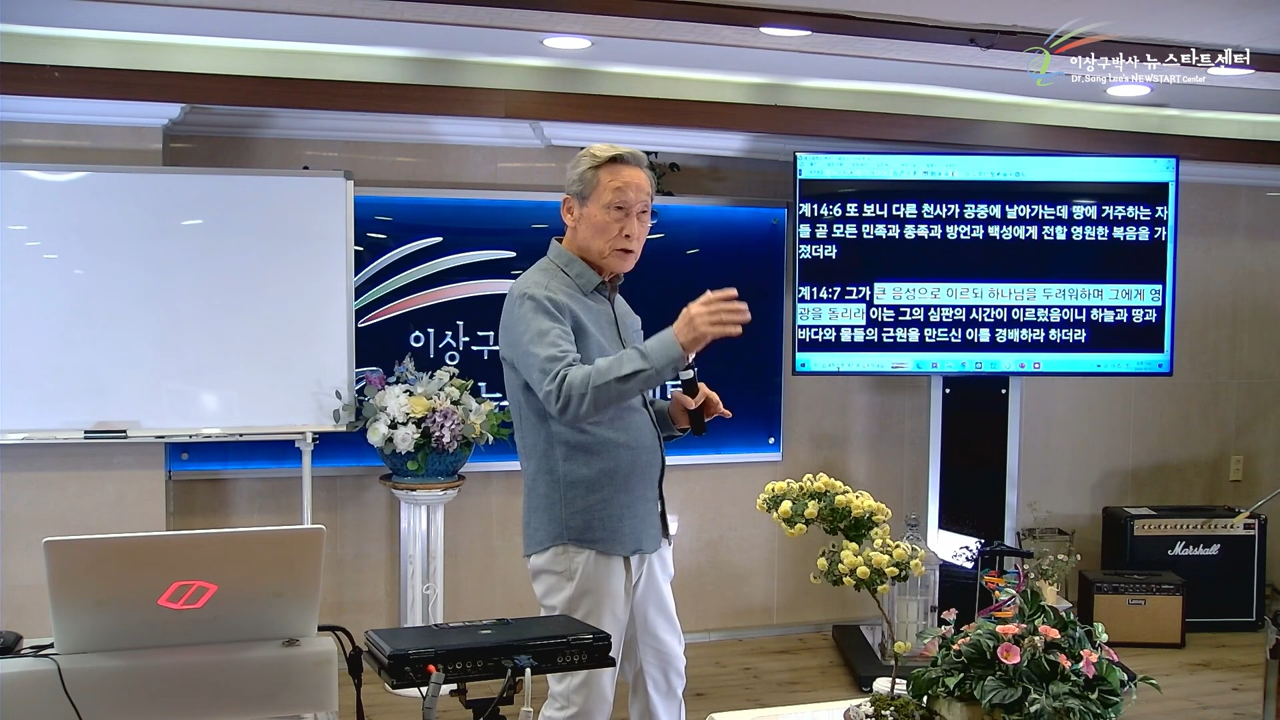 이상구박사 뉴스타트센터
Dr.Sang Lee's NEWSTART Center
계14:6 또 보니 다른 천사가 공중에 날아가는데 땅에 거주하는 자
들 곧 모든 민족과 종족과 방언과 백성에게 전할 영원한 복음을 가
졌더라
계14:7 그가 큰 음성으로 이르되 하나님을 두려워하며 그에게 영
광을 돌리라 이는 그의 심판의 시간이 이르렀음이니 하늘과 땅과
바다와 물들의 근원을 만드신 이를 경배하라 하더라
이상구
Marshall
Laney